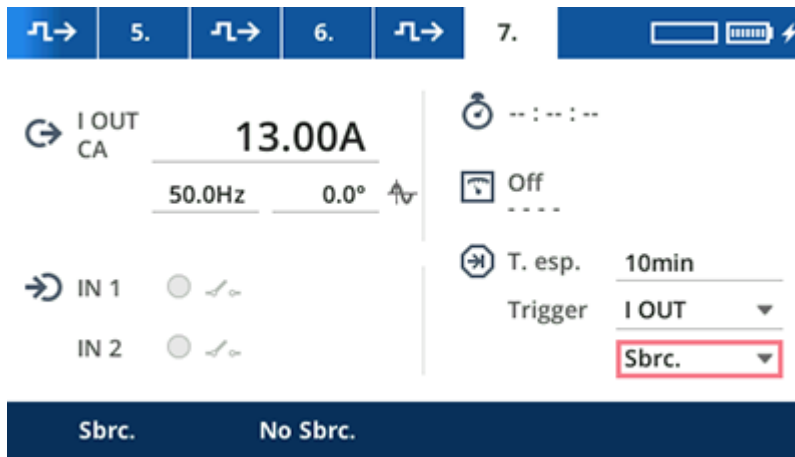 5. 6. 7.
I OUT
CA
13.00A
50.0Hz 0.0°
IN 1
IN 2
-- : -- : --
Off
- - - -
T. esp. 10min
Trigger I OUT
Sbrc.
Sbrc. No Sbrc.